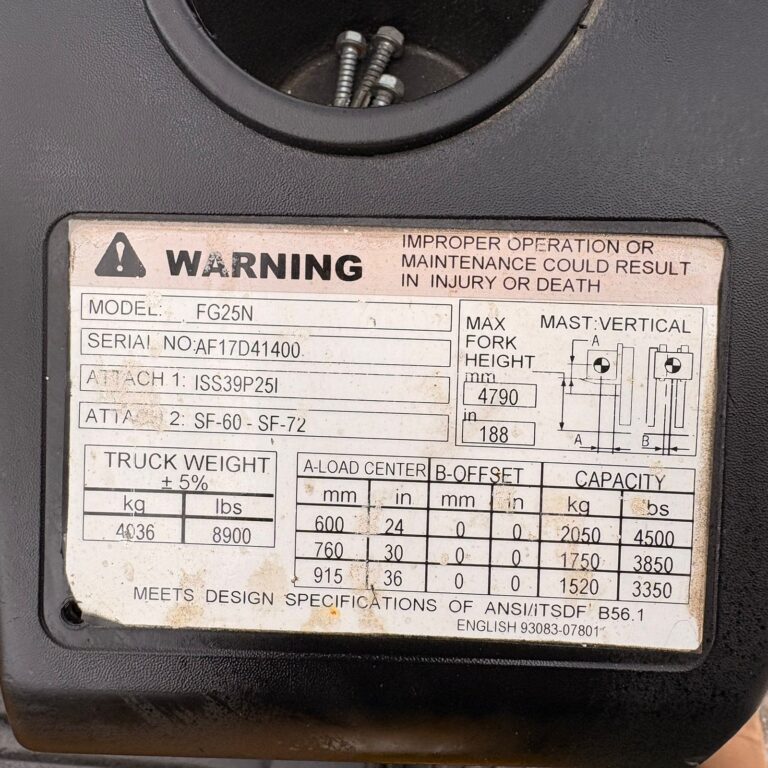 WARNING
IMPROPER OPERATION OR
MAINTENANCE COULD RESULT
IN INJURY OR DEATH
MODEL: FG25N
SERIAL NO:AF17D41400
ATTACH 1: ISS39P25I
ATTACH 2: SF-60 - SF-72
MAX FORK HEIGHT
mm
4790
in
188
MAST:VERTICAL
A
A
B
TRUCK WEIGHT
± 5%
kg lbs
4036 8900
A-LOAD CENTER B-OFFSET CAPACITY
mm in mm in kg lbs
600 24 0 0 2050 4500
760 30 0 0 1750 3850
915 36 0 0 1520 3350
MEETS DESIGN SPECIFICATIONS OF ANSI/ITSDF B56.1
ENGLISH 93083-07801